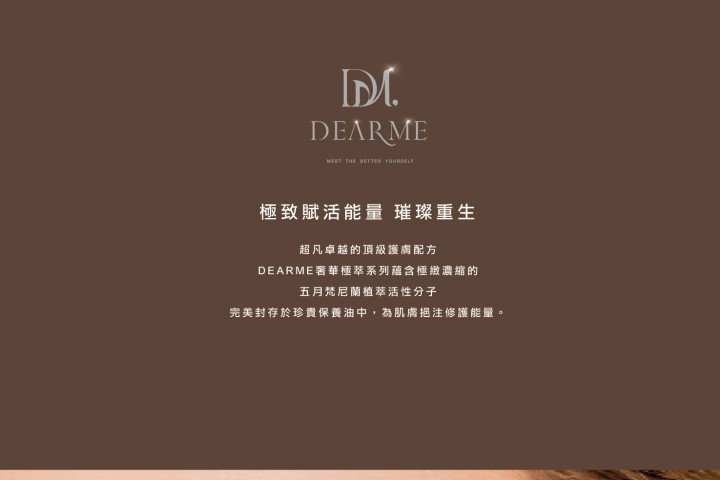 DM.
DEARME
MEET THE BETTER YOURSELF
極致賦活能量 璀璨重生
超凡卓越的頂級護膚配方
DEARME奢華極萃系列蘊含極緻濃縮的
五月梵尼蘭植萃活性分子
完美封存於珍貴保養油中，為肌膚挹注修護能量。